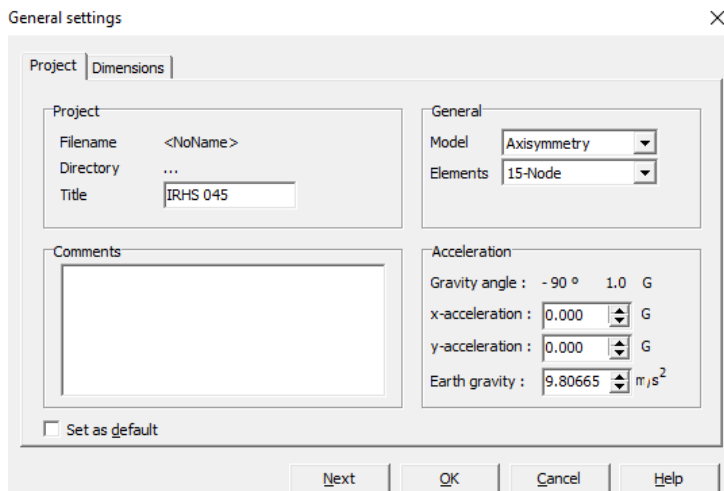 General settings
Project Dimensions
Project
Filename <NoName>
Directory ...
Title IRHS 045
General
Model Axisymmetry
Elements 15-Node
Comments
Acceleration
Gravity angle : - 90 º 1.0 G
x-acceleration : 0.000 G
y-acceleration : 0.000 G
Earth gravity : 9.80665 m/s²
Set as default
Next OK Cancel Help